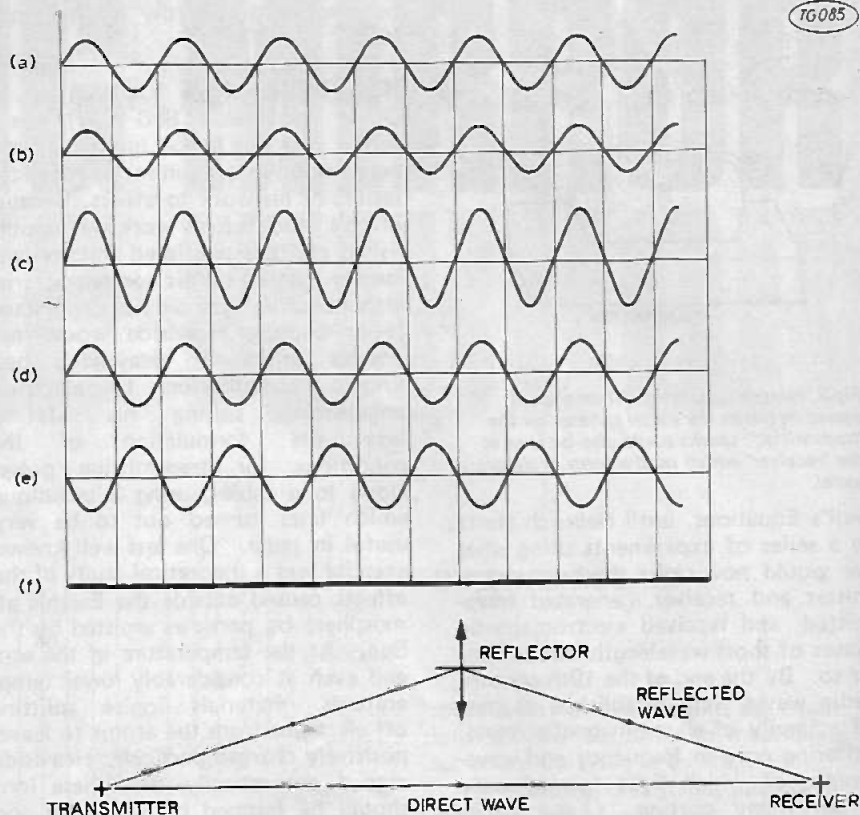 TG085
(a)
(b)
(c)
(d)
(e)
(f)
REFLECTOR
REFLECTED
WAVE
TRANSMITTER
DIRECT WAVE
RECEIVER